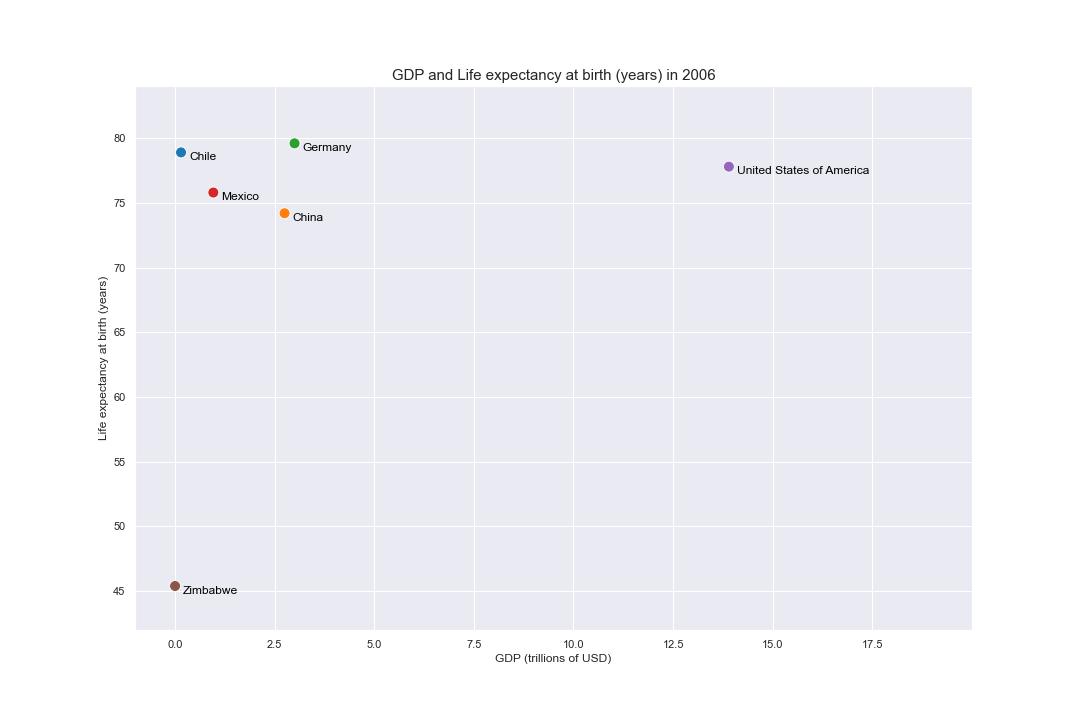 GDP and Life expectancy at birth (years) in 2006
80
Chile
Germany
United States of America
Mexico
75
China
70
65
Life expectancy at birth (years)
60
55
50
45
Zimbabwe
0.0 2.5 5.0 7.5 10.0 12.5 15.0 17.5
GDP (trillions of USD)